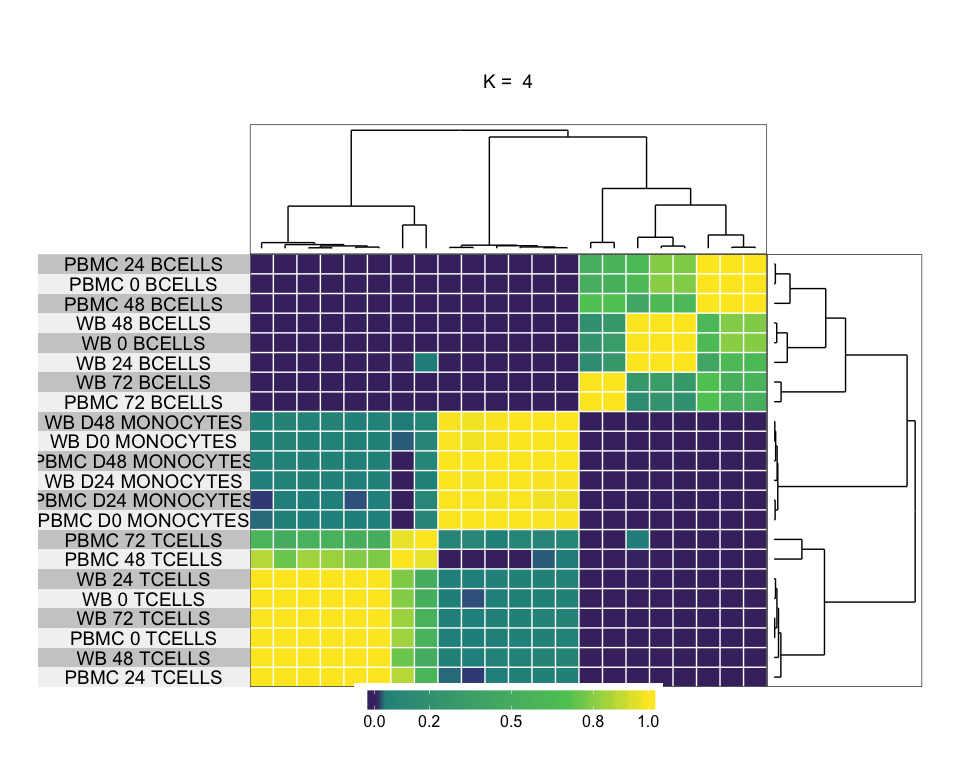 K = 4
PBMC 24 BCELLS
PBMC 0 BCELLS
PBMC 48 BCELLS
WB 48 BCELLS
WB 0 BCELLS
WB 24 BCELLS
WB 72 BCELLS
PBMC 72 BCELLS
WB D48 MONOCYTES
WB D0 MONOCYTES
PBMC D48 MONOCYTES
WB D24 MONOCYTES
PBMC D24 MONOCYTES
PBMC D0 MONOCYTES
PBMC 72 TCELLS
PBMC 48 TCELLS
WB 24 TCELLS
WB 0 TCELLS
WB 72 TCELLS
PBMC 0 TCELLS
WB 48 TCELLS
PBMC 24 TCELLS
0.0 0.2 0.5 0.8 1.0